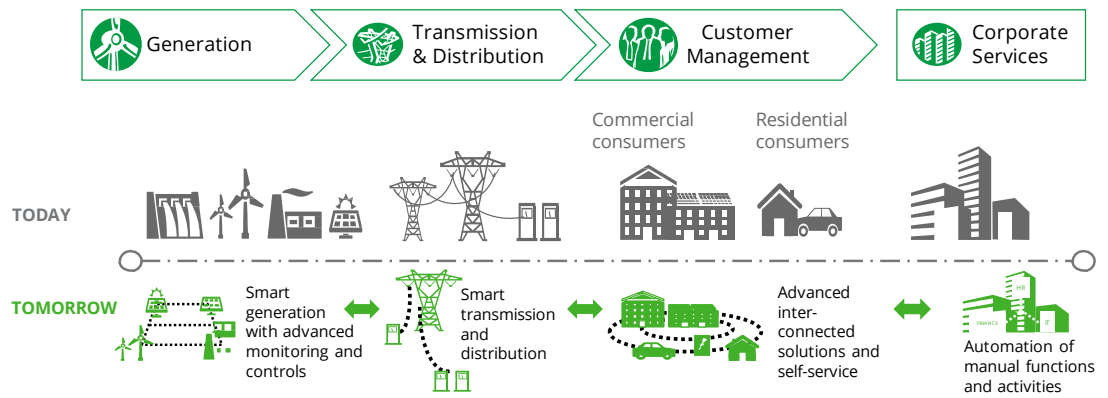 Generation
Transmission
& Distribution
Customer
Management
Corporate
Services
Commercial
consumers
Residential
consumers
TODAY
TOMORROW
Smart
generation
with advanced
monitoring and
controls
Smart
transmission
and
distribution
Advanced
inter-
connected
solutions and
self-service
HR
FINANCE
IT
Automation of
manual functions
and activities